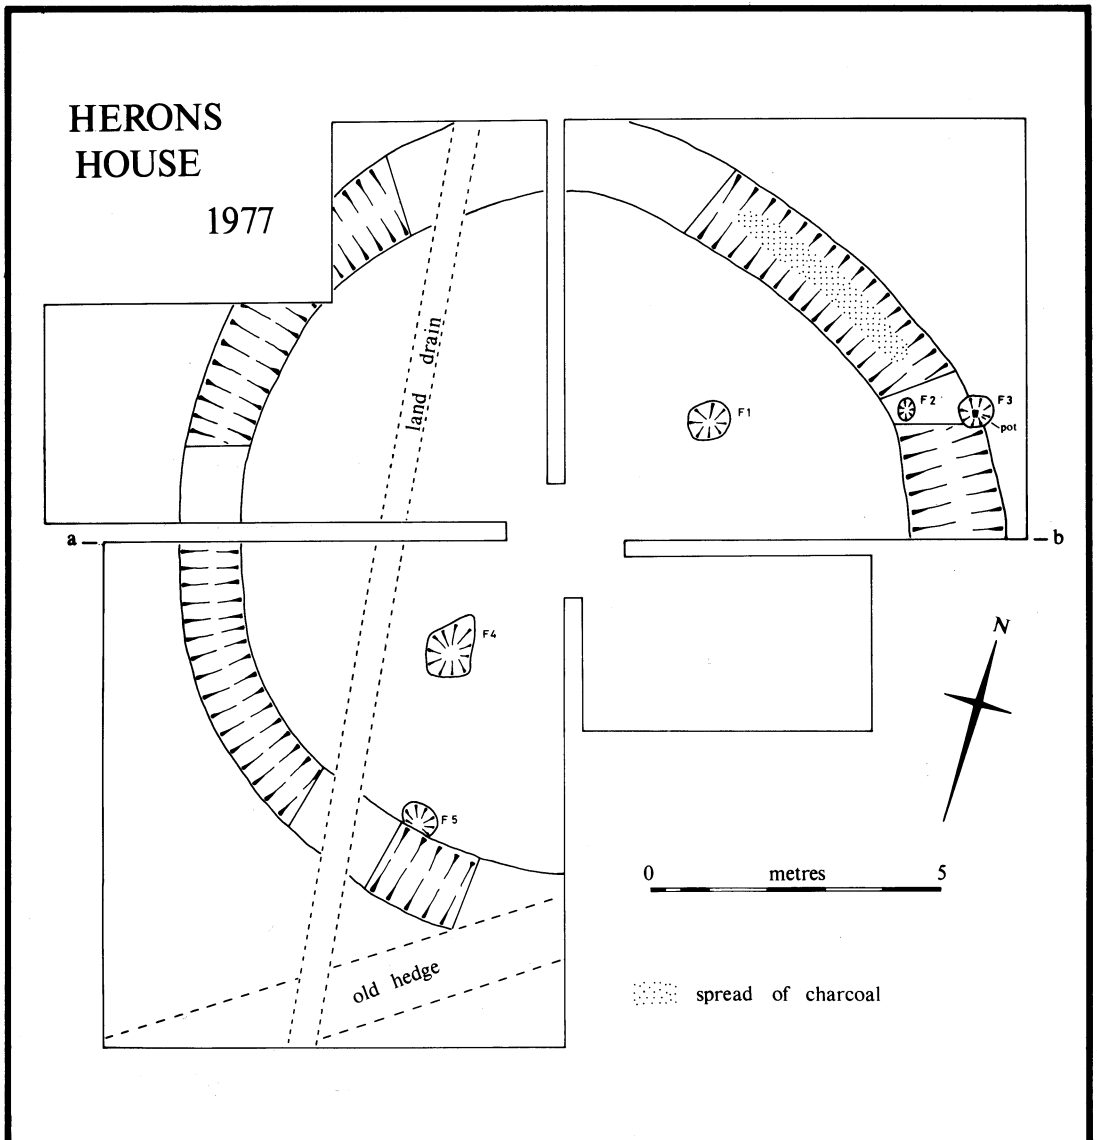 HERONS
HOUSE
1977
land drain
F1
F2
F3
pot
a
b
F4
N
F5
0 metres 5
old hedge
spread of charcoal